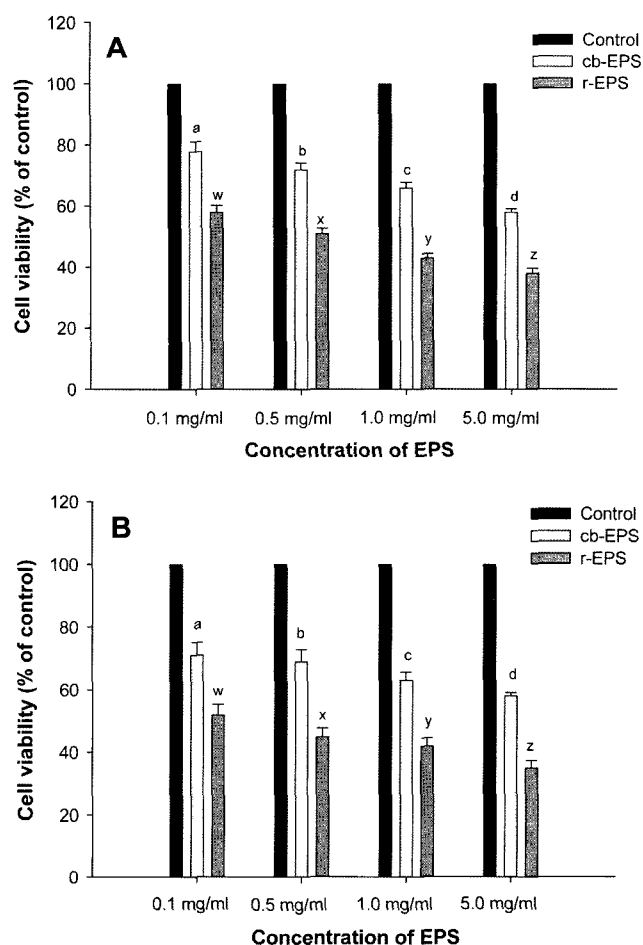 A
Control
cb-EPS
r-EPS
120
100
80
60
40
20
0
Cell viability (% of control)
a
w
b
x
c
y
d
z
0.1 mg/ml 0.5 mg/ml 1.0 mg/ml 5.0 mg/ml
Concentration of EPS
B
Control
cb-EPS
r-EPS
120
100
80
60
40
20
0
Cell viability (% of control)
a
w
b
x
c
y
d
z
0.1 mg/ml 0.5 mg/ml 1.0 mg/ml 5.0 mg/ml
Concentration of EPS